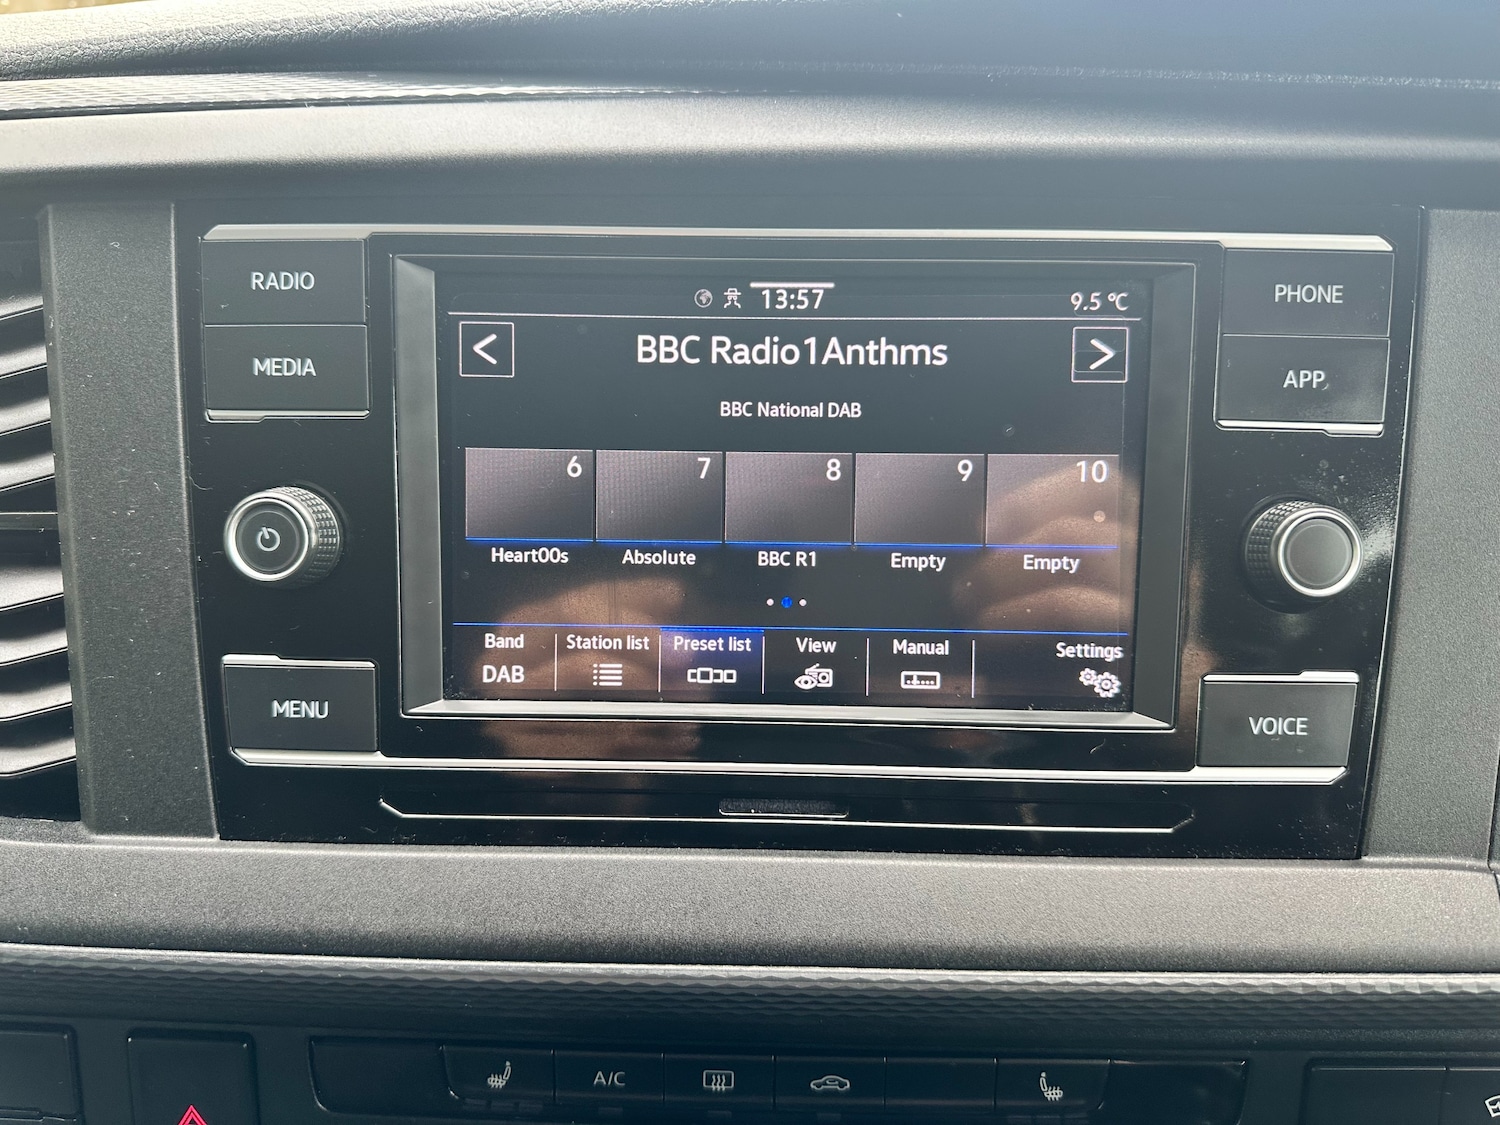 RADIO
MEDIA
MENU
13:57
9.5 °C
<
BBC Radio1Anthms
>
BBC National DAB
6
7
8
9
10
Heart00s
Absolute
BBC R1
Empty
Empty
Band
Station list
Preset list
View
Manual
Settings
DAB
PHONE
APP
VOICE
A/C